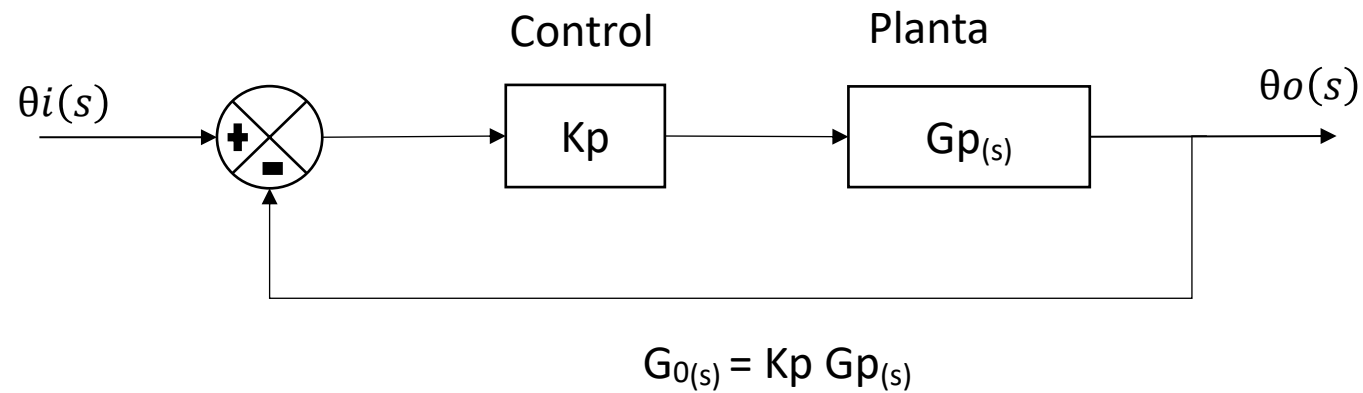 Control
Planta
θi(s)
θo(s)
+
-
Kp
Gp(s)
G0(s) = Kp Gp(s)